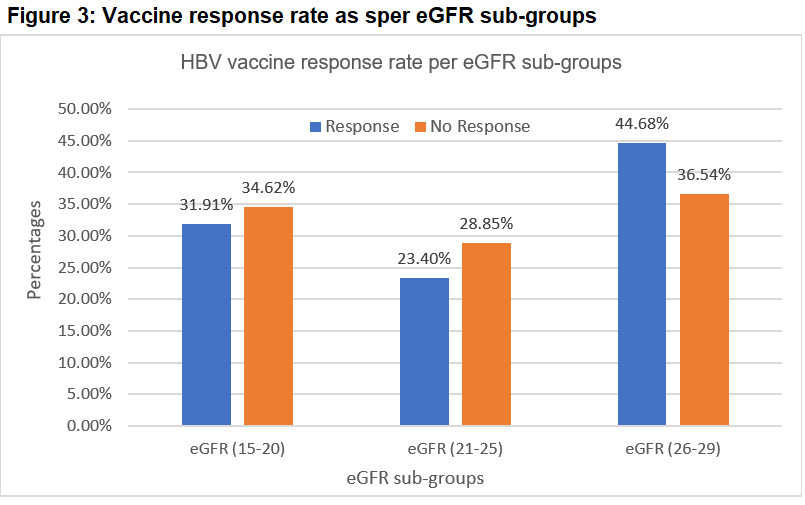 Figure 3: Vaccine response rate as sper eGFR sub-groups
HBV vaccine response rate per eGFR sub-groups
50.00%
45.00%
40.00%
35.00%
30.00%
25.00%
20.00%
15.00%
10.00%
5.00%
0.00%
Percentages
Response
No Response
31.91%
34.62%
23.40%
28.85%
44.68%
36.54%
eGFR (15-20)
eGFR (21-25)
eGFR (26-29)
eGFR sub-groups